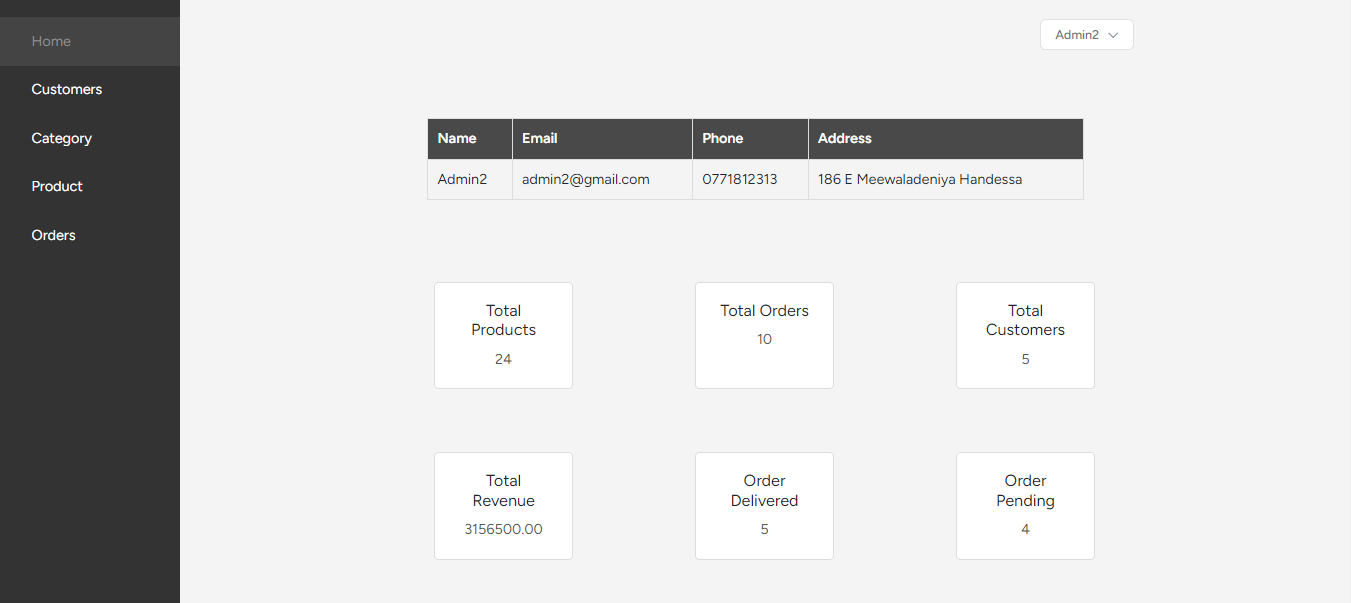 Admin2
Home
Customers
Category
Product
Orders
Name Email Phone Address
Admin2 admin2@gmail.com 0771812313 186 E Meewaladeniya Handessa
Total
Products
24
Total Orders
10
Total
Customers
5
Total
Revenue
3156500.00
Order
Delivered
5
Order
Pending
4